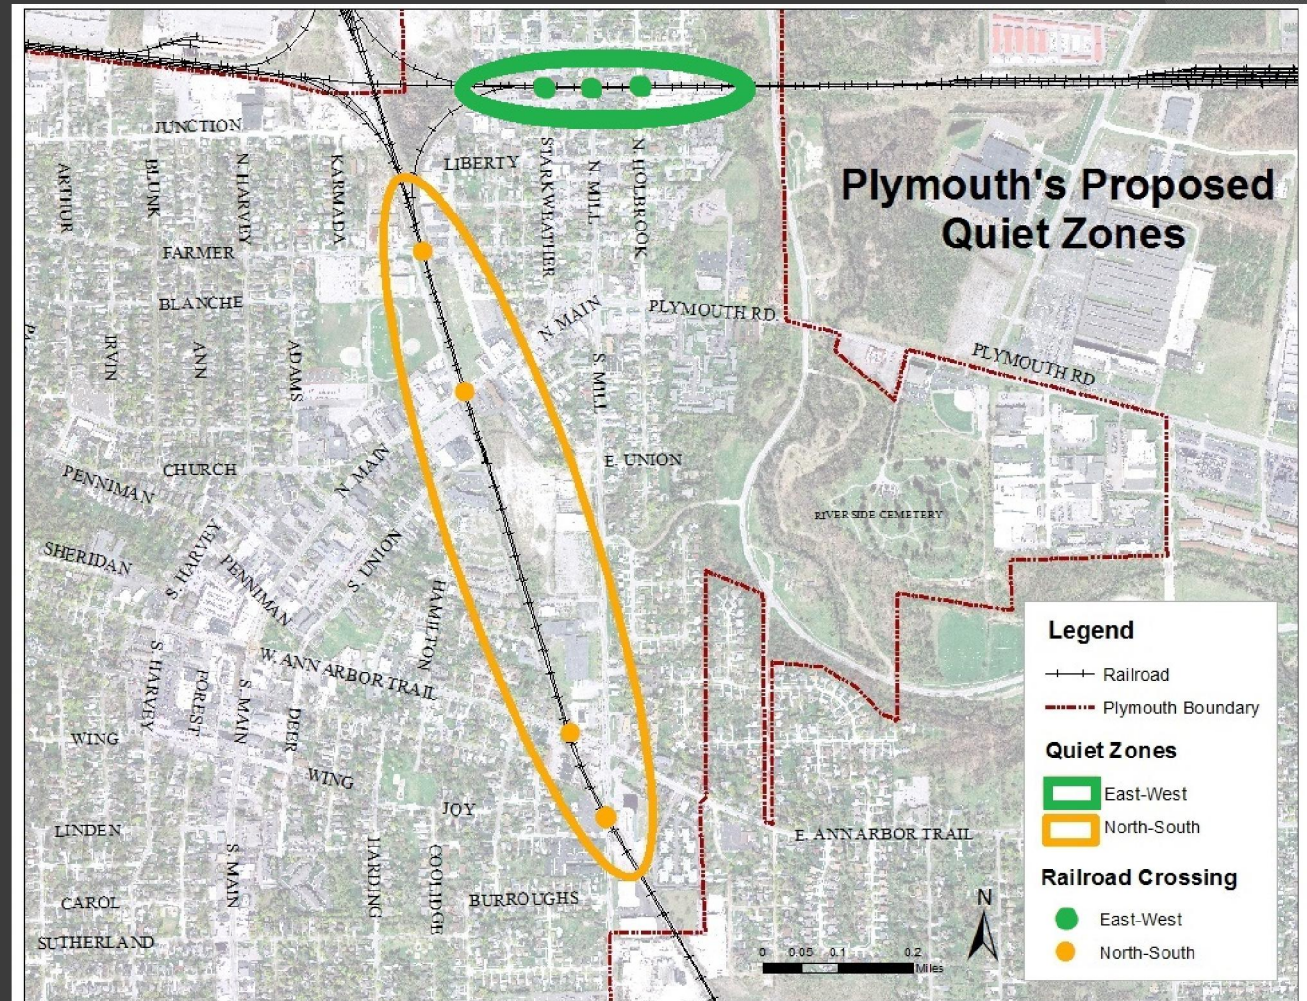 JUNCTION
LIBERTY
ARTHUR
BLUNK
N. HARVEY
KARMADA
STARKWEATHER
N. MILL
N. HOLBROOK
Plymouth's Proposed
Quiet Zones
FARMER
BLANCHE
N. MAIN
PLYMOUTH RD
IRVIN
ANN
ADAMS
S. MILL
PLYMOUTH RD
PENNIMAN
CHURCH
N. MAIN
E. UNION
RIVERSIDE CEMETERY
SHERIDAN
S. HARVEY
PENNIMAN
S. UNION
HAMILTON
W. ANN ARBOR TRAIL
S. HARVEY
FOREST
S. MAIN
DEER
WING
WING
JOY
LINDEN
E. ANN ARBOR TRAIL
S. MAIN
HARDING
COOLIDGE
BURROUGHS
CAROL
SUTHERLAND
Legend
Railroad
Plymouth Boundary
Quiet Zones
East-West
North-South
Railroad Crossing
East-West
North-South
N
0 0.05 0.1 0.2
Miles